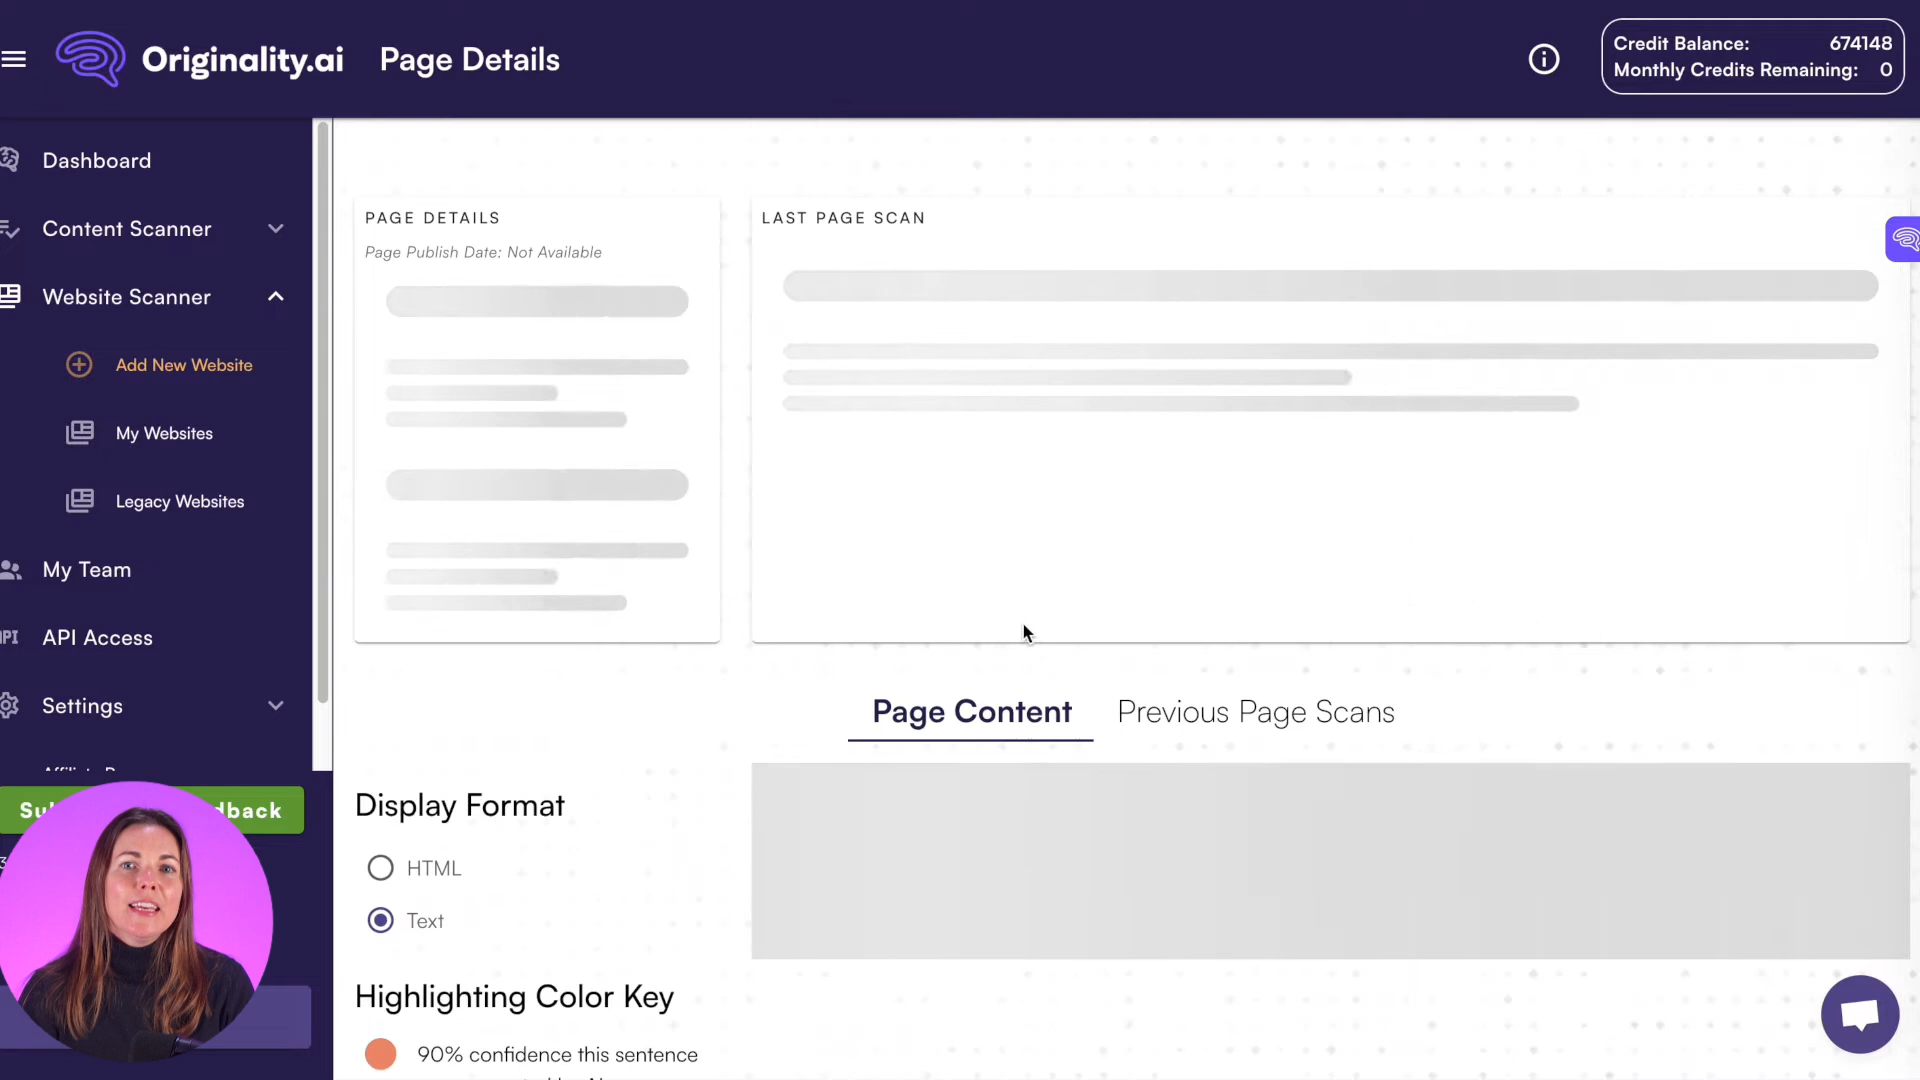 Originality.ai
Page Details
Credit Balance: 674148
Monthly Credits Remaining: 0
Dashboard
Content Scanner
Website Scanner
Add New Website
My Websites
Legacy Websites
My Team
API Access
Settings
PAGE DETAILS
Page Publish Date: Not Available
LAST PAGE SCAN
Page Content
Previous Page Scans
Display Format
HTML
Text
Highlighting Color Key
90% confidence this sentence